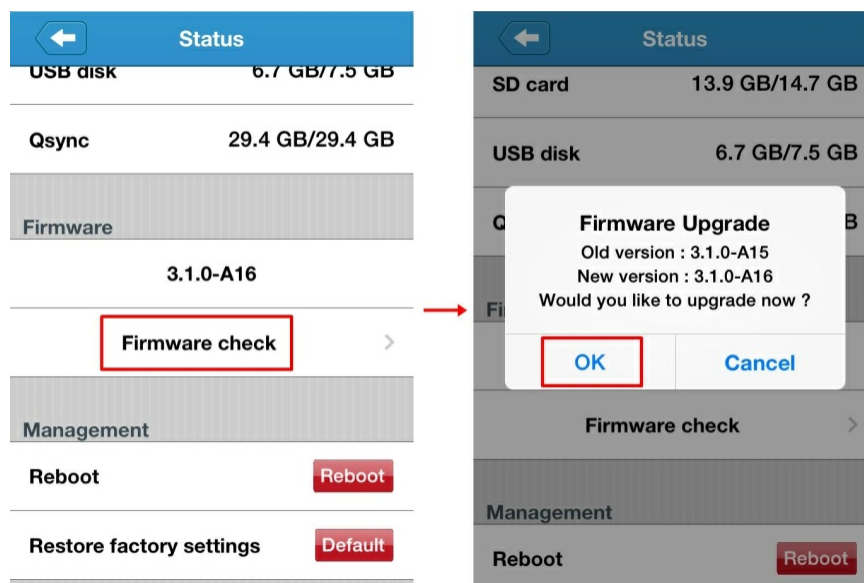 Status
USB disk 6.7 GB/7.5 GB
Qsync 29.4 GB/29.4 GB
Firmware
3.1.0-A16
Firmware check
Management
Reboot Reboot
Restore factory settings Default
Status
SD card 13.9 GB/14.7 GB
USB disk 6.7 GB/7.5 GB
Q B
Firmware Upgrade
Old version : 3.1.0-A15
New version : 3.1.0-A16
Would you like to upgrade now ?
Fi
OK Cancel
Firmware check
Management
Reboot Reboot